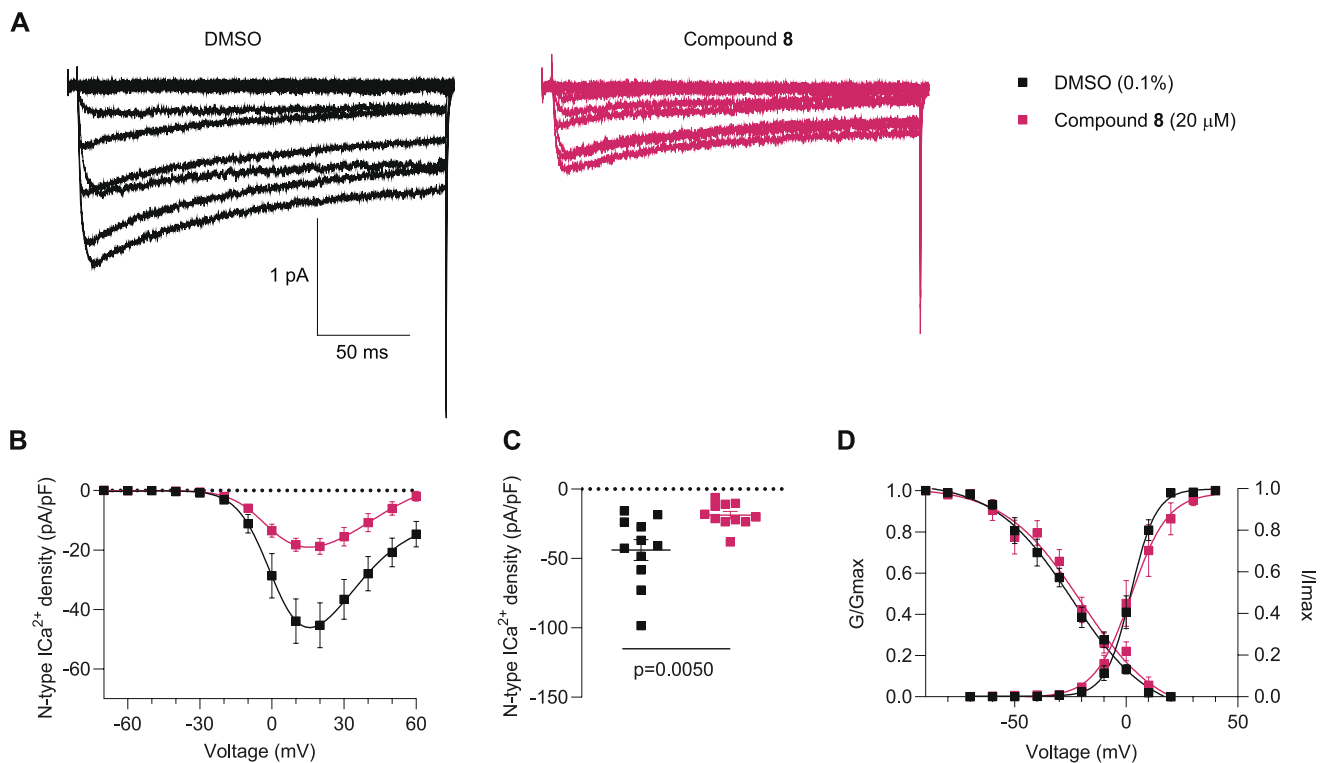 A
DMSO
Compound 8
DMSO (0.1%)
Compound 8 (20 μM)
1 pA
50 ms
B
N-type ICa2+ density (pA/pF)
0
-20
-40
-60
-60
-30
0
30
60
Voltage (mV)
C
N-type ICa2+ density (pA/pF)
0
-50
-100
-150
p=0.0050
D
G/Gmax
1.0
0.8
0.6
0.4
0.2
0.0
-50
0
50
Voltage (mV)
1.0
0.8
0.6
0.4
0.2
0.0
I/Imax